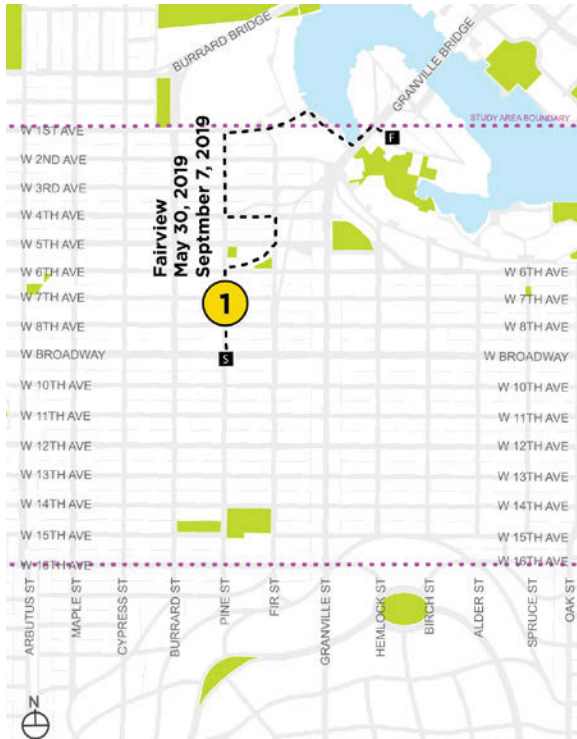 BURRARD BRIDGE
GRANVILLE BRIDGE
STUDY AREA BOUNDARY
W 1ST AVE
F
W 2ND AVE
W 3RD AVE
W 4TH AVE
W 5TH AVE
W 6TH AVE
W 7TH AVE
W 8TH AVE
W BROADWAY
W 10TH AVE
W 11TH AVE
W 12TH AVE
W 13TH AVE
W 14TH AVE
W 15TH AVE
W 16TH AVE
Fairview
May 30, 2019
Septmber 7, 2019
1
S
W 6TH AVE
W 7TH AVE
W 8TH AVE
W BROADWAY
W 10TH AVE
W 11TH AVE
W 12TH AVE
W 13TH AVE
W 14TH AVE
W 15TH AVE
W 16TH AVE
ARBUTUS ST
MAPLE ST
CYPRESS ST
BURRARD ST
PINE ST
FIR ST
GRANVILLE ST
HEMLOCK ST
BIRCH ST
ALDER ST
SPRUCE ST
OAK ST
N